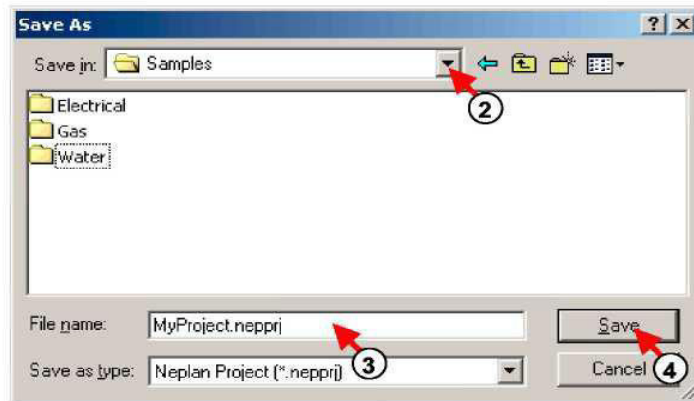 Save As ? ×
Save in: Samples
2
Electrical
Gas
Water
File name: MyProject.nepprj Save
3
Save as type: Neplan Project (*.nepprj) Cancel 4